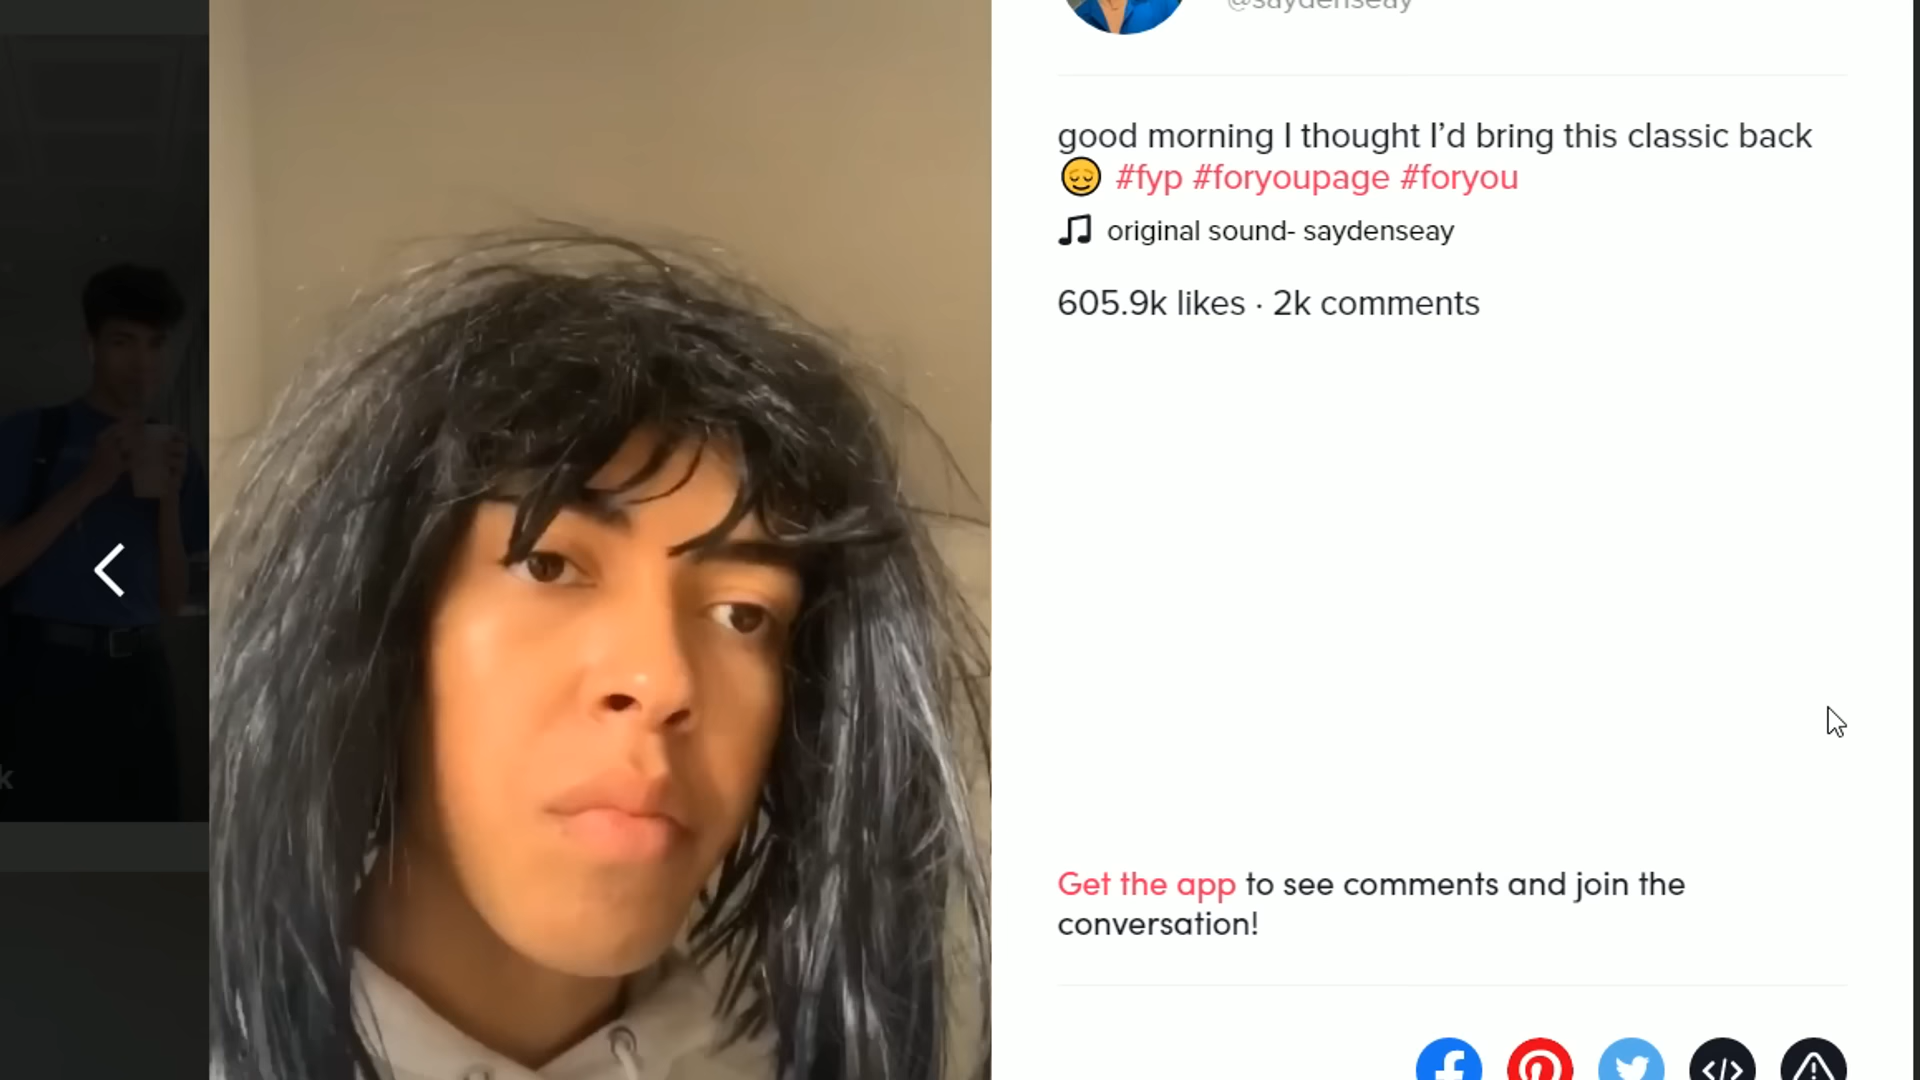 @saydenseay
good morning I thought I’d bring this classic back
😌 #fyp #foryoupage #foryou
original sound- saydenseay
605.9k likes · 2k comments
k
Get the app to see comments and join the
conversation!